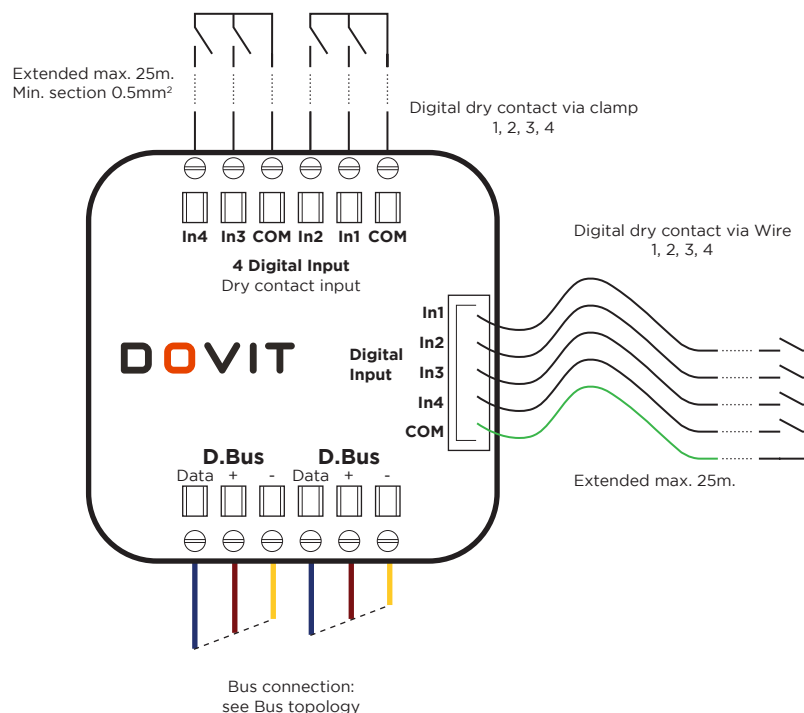 Extended max. 25m.
Min. section 0.5mm²
Digital dry contact via clamp
1, 2, 3, 4
In4 In3 COM In2 In1 COM
4 Digital Input
Dry contact input
Digital dry contact via Wire
1, 2, 3, 4
DOVIT
Digital
Input
In1
In2
In3
In4
COM
Extended max. 25m.
D.Bus D.Bus
Data + - Data + -
Bus connection:
see Bus topology